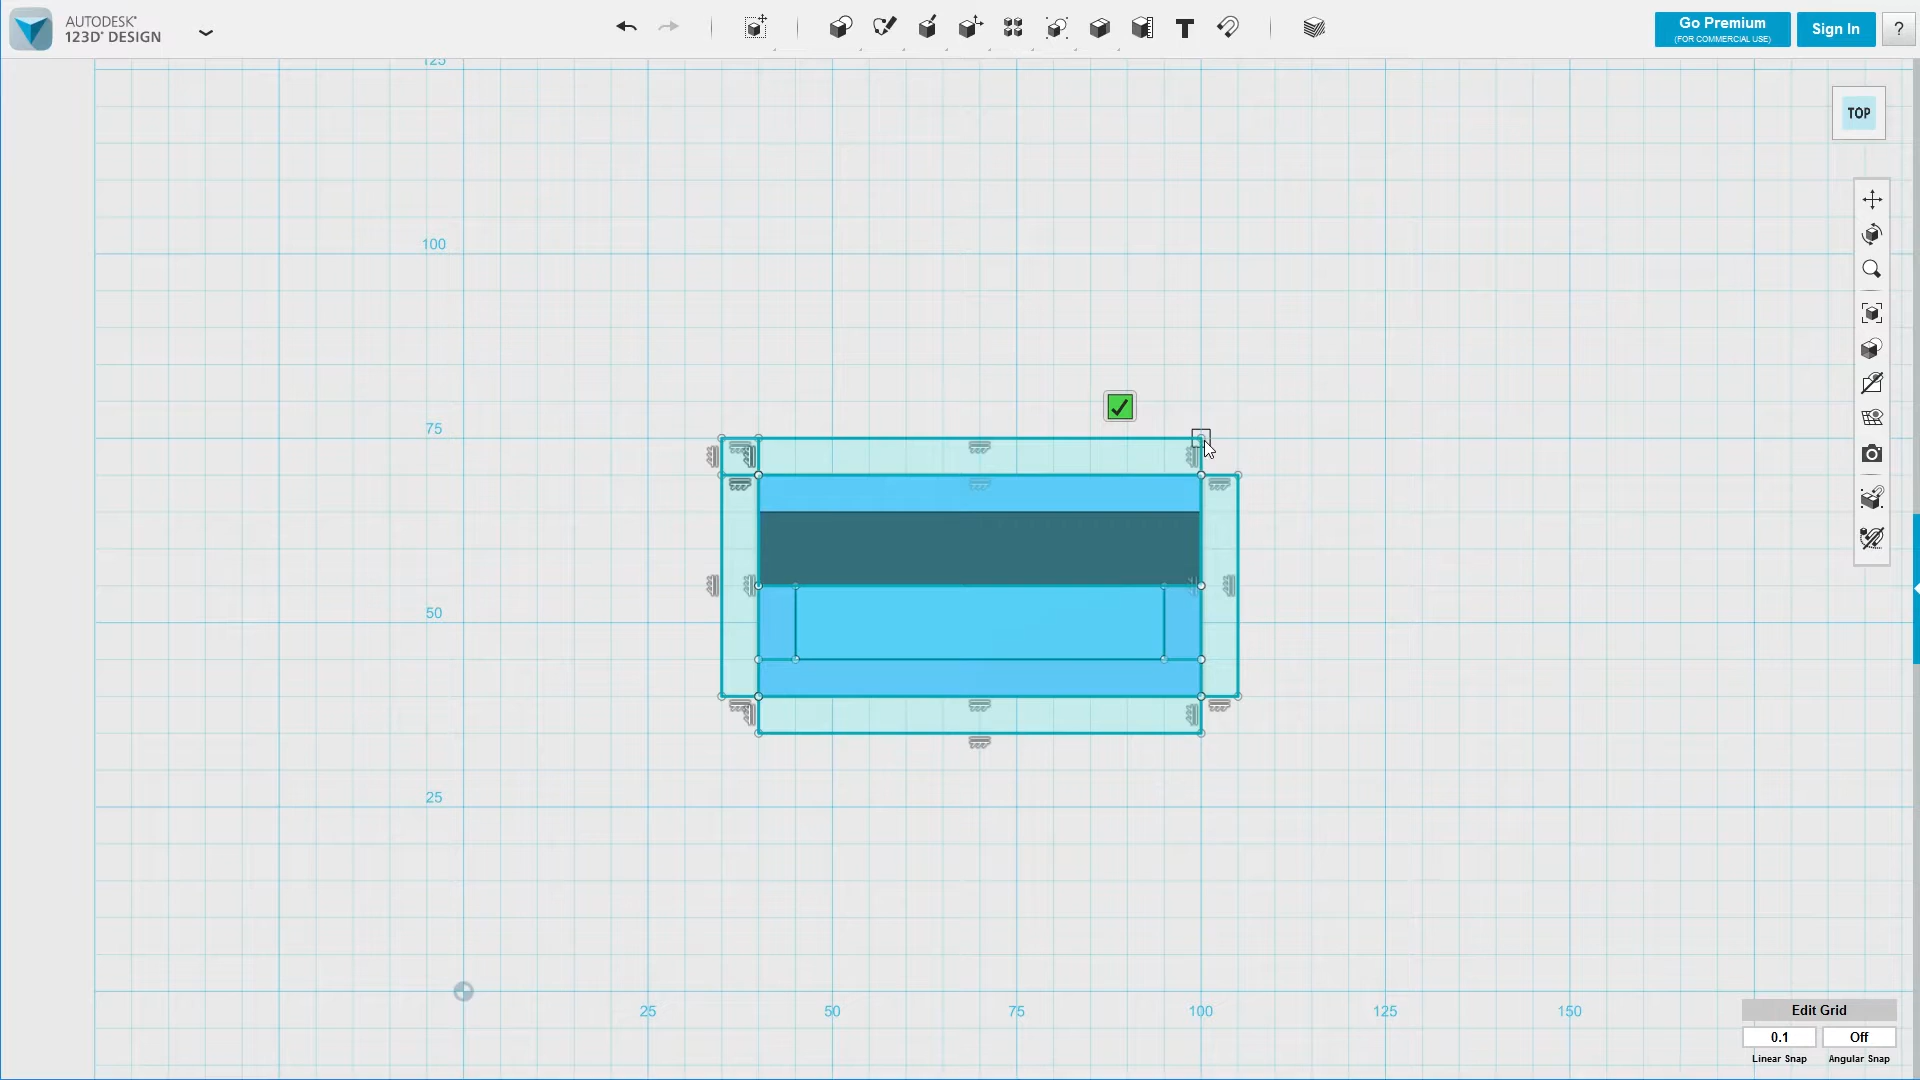 AUTODESK®
123D® DESIGN
Go Premium
(FOR COMMERCIAL USE)
Sign In
?
TOP
125
100
75
50
25
25
50
75
100
125
150
Edit Grid
0.1
Off
Linear Snap
Angular Snap